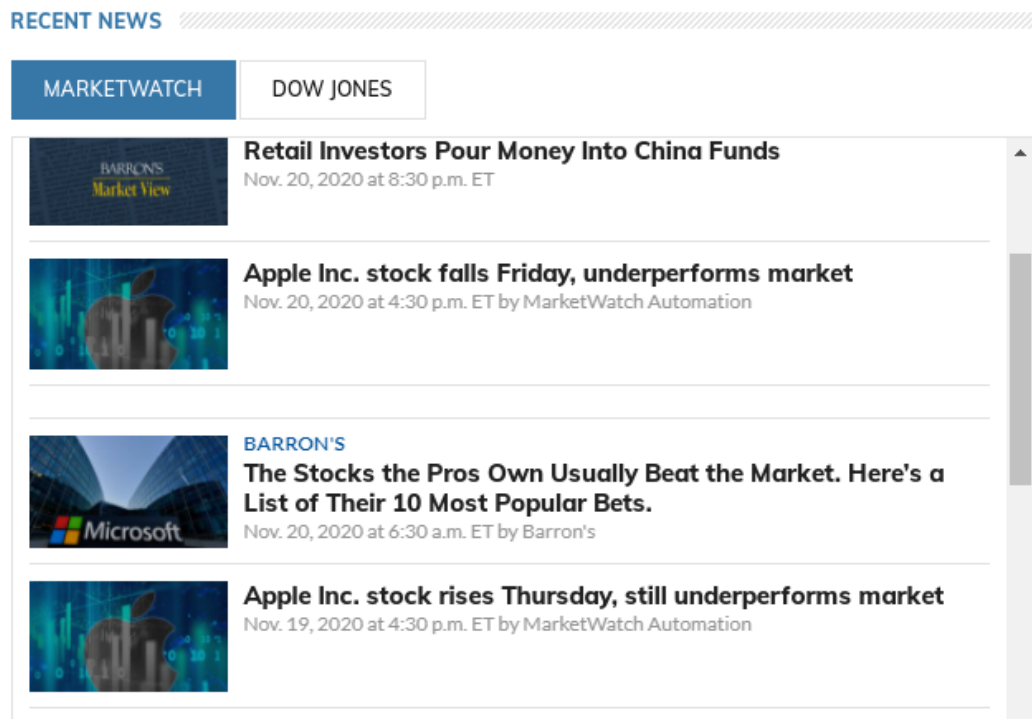 RECENT NEWS
MARKETWATCH
DOW JONES
BARRON'S
Market View
Retail Investors Pour Money Into China Funds
Nov. 20, 2020 at 8:30 p.m. ET
Apple Inc. stock falls Friday, underperforms market
Nov. 20, 2020 at 4:30 p.m. ET by MarketWatch Automation
BARRON'S
The Stocks the Pros Own Usually Beat the Market. Here's a
List of Their 10 Most Popular Bets.
Nov. 20, 2020 at 6:30 a.m. ET by Barron's
Microsoft
Apple Inc. stock rises Thursday, still underperforms market
Nov. 19, 2020 at 4:30 p.m. ET by MarketWatch Automation